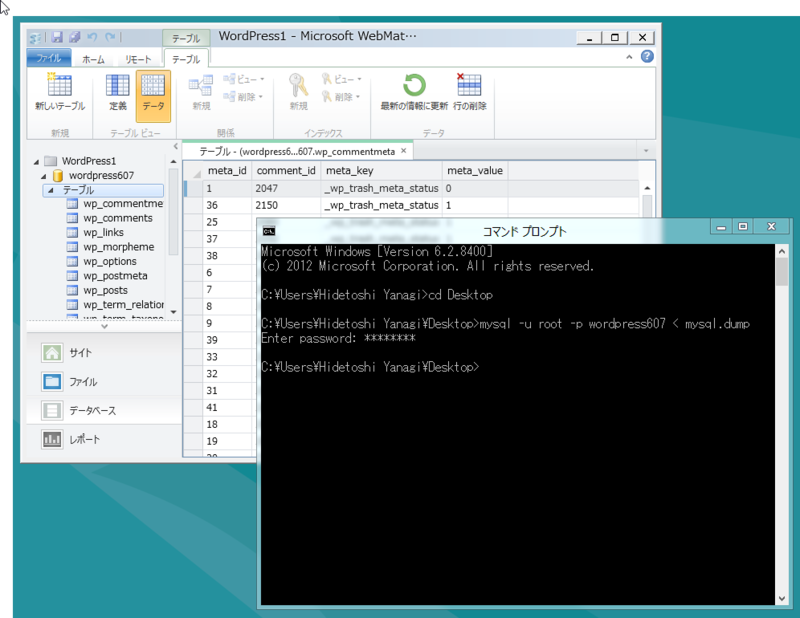 テーブル
WordPress1 - Microsoft WebMat…
ファイル
ホーム
リモート
テーブル
新しいテーブル
定義
データ
新規
ビュー
削除
新規
ビュー
削除
最新の情報に更新
行の削除
新規
テーブル ビュー
関係
インデックス
データ
WordPress1
wordpress607
テーブル
wp_commentme
wp_comments
wp_links
wp_morpheme
wp_options
wp_postmeta
wp_posts
wp_term_relation
サイト
ファイル
データベース
レポート
テーブル - (wordpress6...607.wp_commentmeta ×
meta_id comment_id meta_key meta_value
1 2047 _wp_trash_meta_status 0
36 2150 _wp_trash_meta_status 1
25
37
38
6
7
8
9
39
33
32
31
41
18
19
20
コマンド プロンプト
Microsoft Windows [Version 6.2.8400]
(c) 2012 Microsoft Corporation. All rights reserved.
C:¥Users¥Hidetoshi Yanagi>cd Desktop
C:¥Users¥Hidetoshi Yanagi¥Desktop>mysql -u root -p wordpress607 < mysql.dump
Enter password: ********
C:¥Users¥Hidetoshi Yanagi¥Desktop>